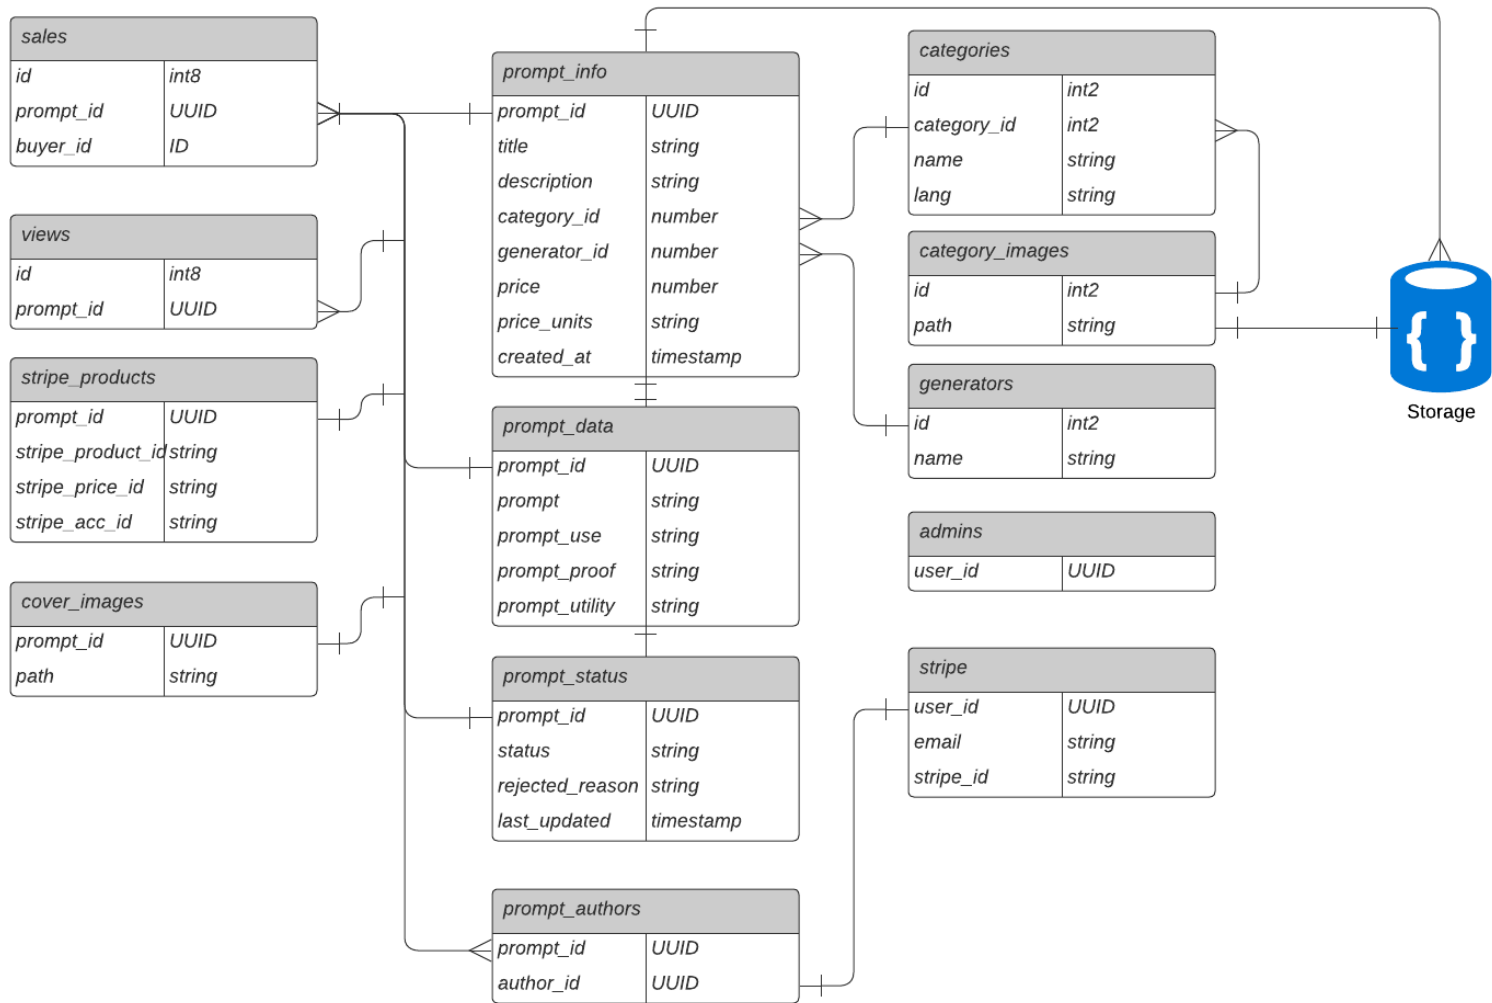 sales
id int8
prompt_id UUID
buyer_id ID
views
id int8
prompt_id UUID
stripe_products
prompt_id UUID
stripe_product_id string
stripe_price_id string
stripe_acc_id string
cover_images
prompt_id UUID
path string
prompt_info
prompt_id UUID
title string
description string
category_id number
generator_id number
price number
price_units string
created_at timestamp
prompt_data
prompt_id UUID
prompt string
prompt_use string
prompt_proof string
prompt_utility string
prompt_status
prompt_id UUID
status string
rejected_reason string
last_updated timestamp
prompt_authors
prompt_id UUID
author_id UUID
categories
id int2
category_id int2
name string
lang string
category_images
id int2
path string
generators
id int2
name string
admins
user_id UUID
stripe
user_id UUID
email string
stripe_id string
{ }
Storage